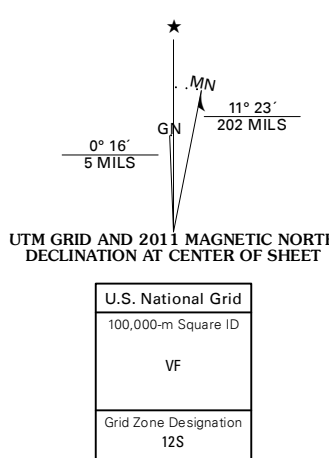 ★
MN
GN
11° 23´
202 MILS
0° 16´
5 MILS
UTM GRID AND 2011 MAGNETIC NORTH
DECLINATION AT CENTER OF SHEET
U.S. National Grid
100,000-m Square ID
VF
Grid Zone Designation
12S